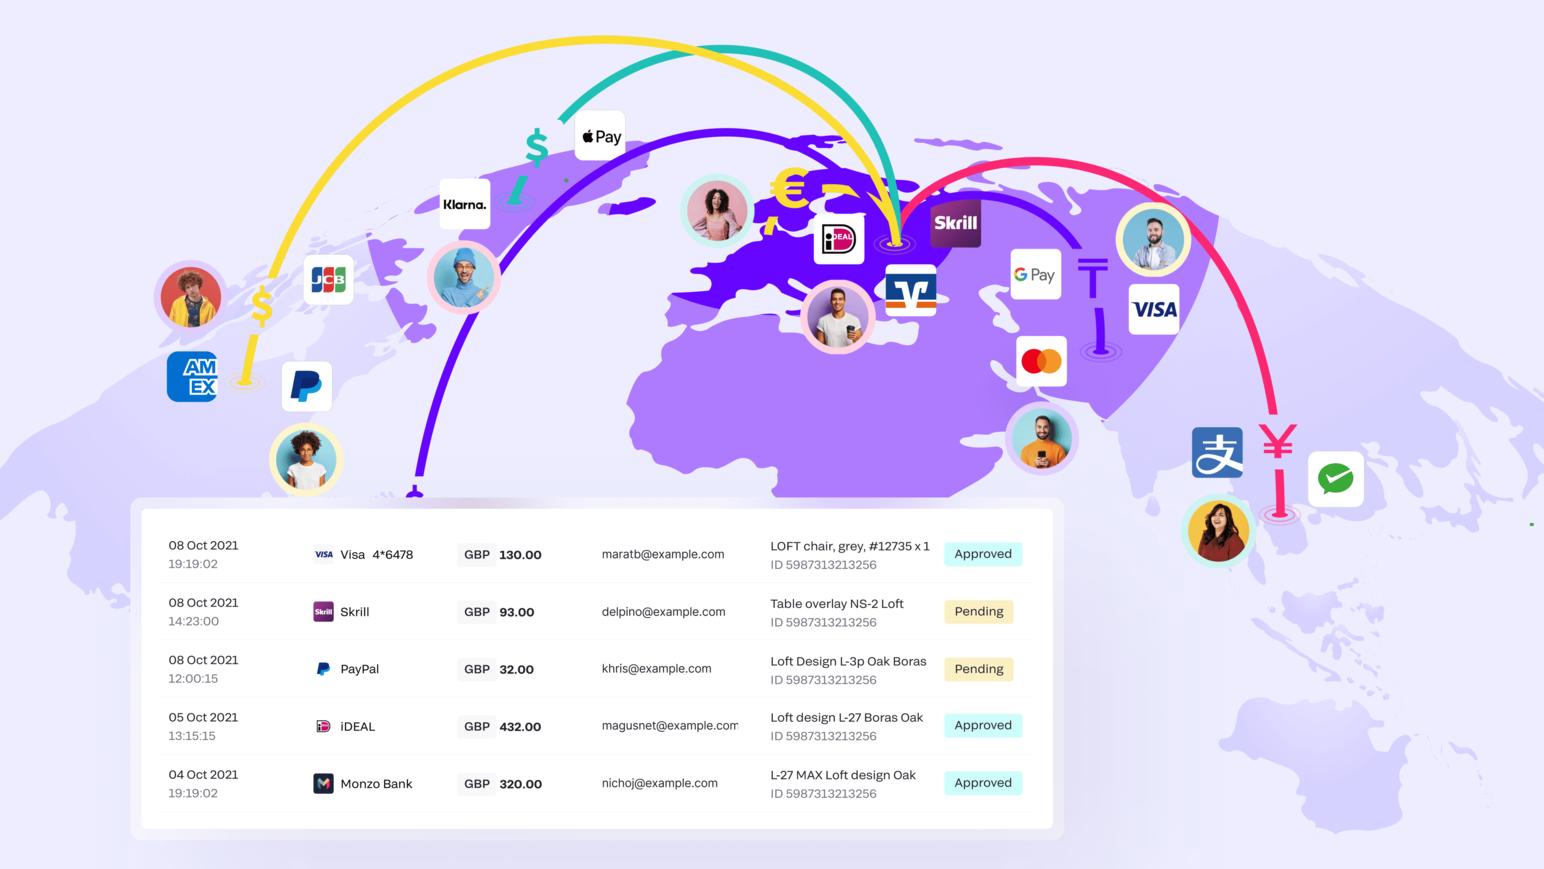 $
Pay
Klarna.
€
iDEAL
Skrill
JCB
$
G Pay
₸
VISA
AM
EX
P
支
¥
$
08 Oct 2021
19:19:02
VISA Visa 4*6478
GBP 130.00
maratb@example.com
LOFT chair, grey, #12735 x 1
ID 5987313213256
Approved
08 Oct 2021
14:23:00
Skrill Skrill
GBP 93.00
delpino@example.com
Table overlay NS-2 Loft
ID 5987313213256
Pending
08 Oct 2021
12:00:15
PayPal
GBP 32.00
khris@example.com
Loft Design L-3p Oak Boras
ID 5987313213256
Pending
05 Oct 2021
13:15:15
iDEAL
GBP 432.00
magusnet@example.com
Loft design L-27 Boras Oak
ID 5987313213256
Approved
04 Oct 2021
19:19:02
Monzo Bank
GBP 320.00
nichoj@example.com
L-27 MAX Loft design Oak
ID 5987313213256
Approved